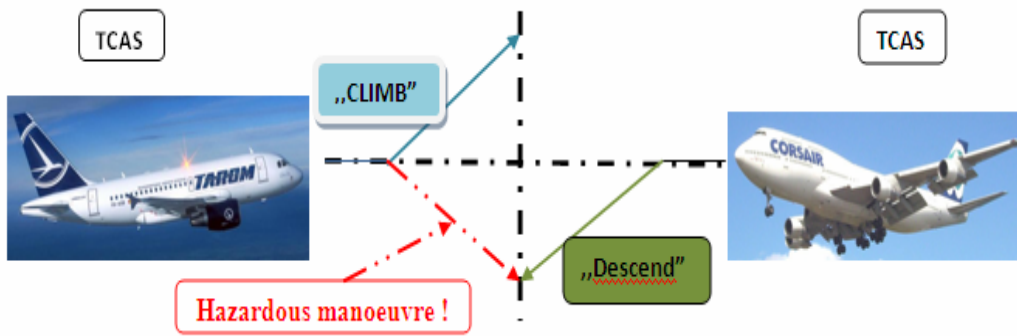 TCAS
TCAS
,,CLIMB”
TAROM
CORSAIR
,,Descend”
Hazardous manoeuvre !